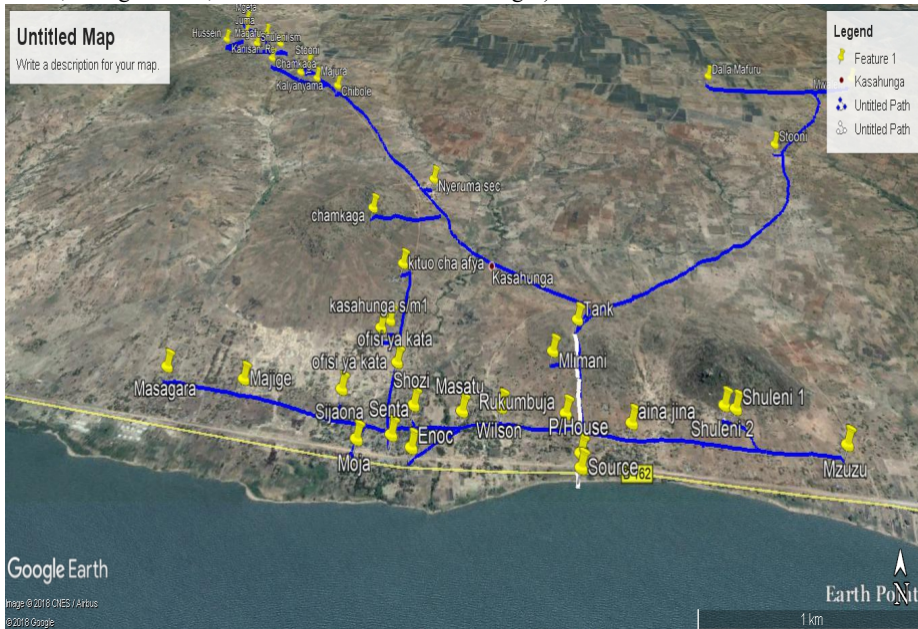 Untitled Map
Write a description for your map.
Legend
Feature 1
Kasahunga
Untitled Path
Untitled Path
Mgeta
Juma
Hussein
Stooni
Chamkaga
Majura
Kalyanyama
Chibole
Dalla Mafuru
Stooni
Nyeruma sec
chamkaga
kituo cha afya
Kasahunga
kasahunga s/m1
Tank
ofisi ya kata
ofisi ya kata
Mlimani
Masagara
Majige
Shozi
Masatu
Sijaona
Senta
Rukumbuja
aina jina
Shuleni 1
Enoc
Wilson
P/House
Shuleni 2
Moja
Source
Mzuzu
Google Earth
Image © 2018 CNES / Airbus
© 2018 Google
N
Earth Point
1 km